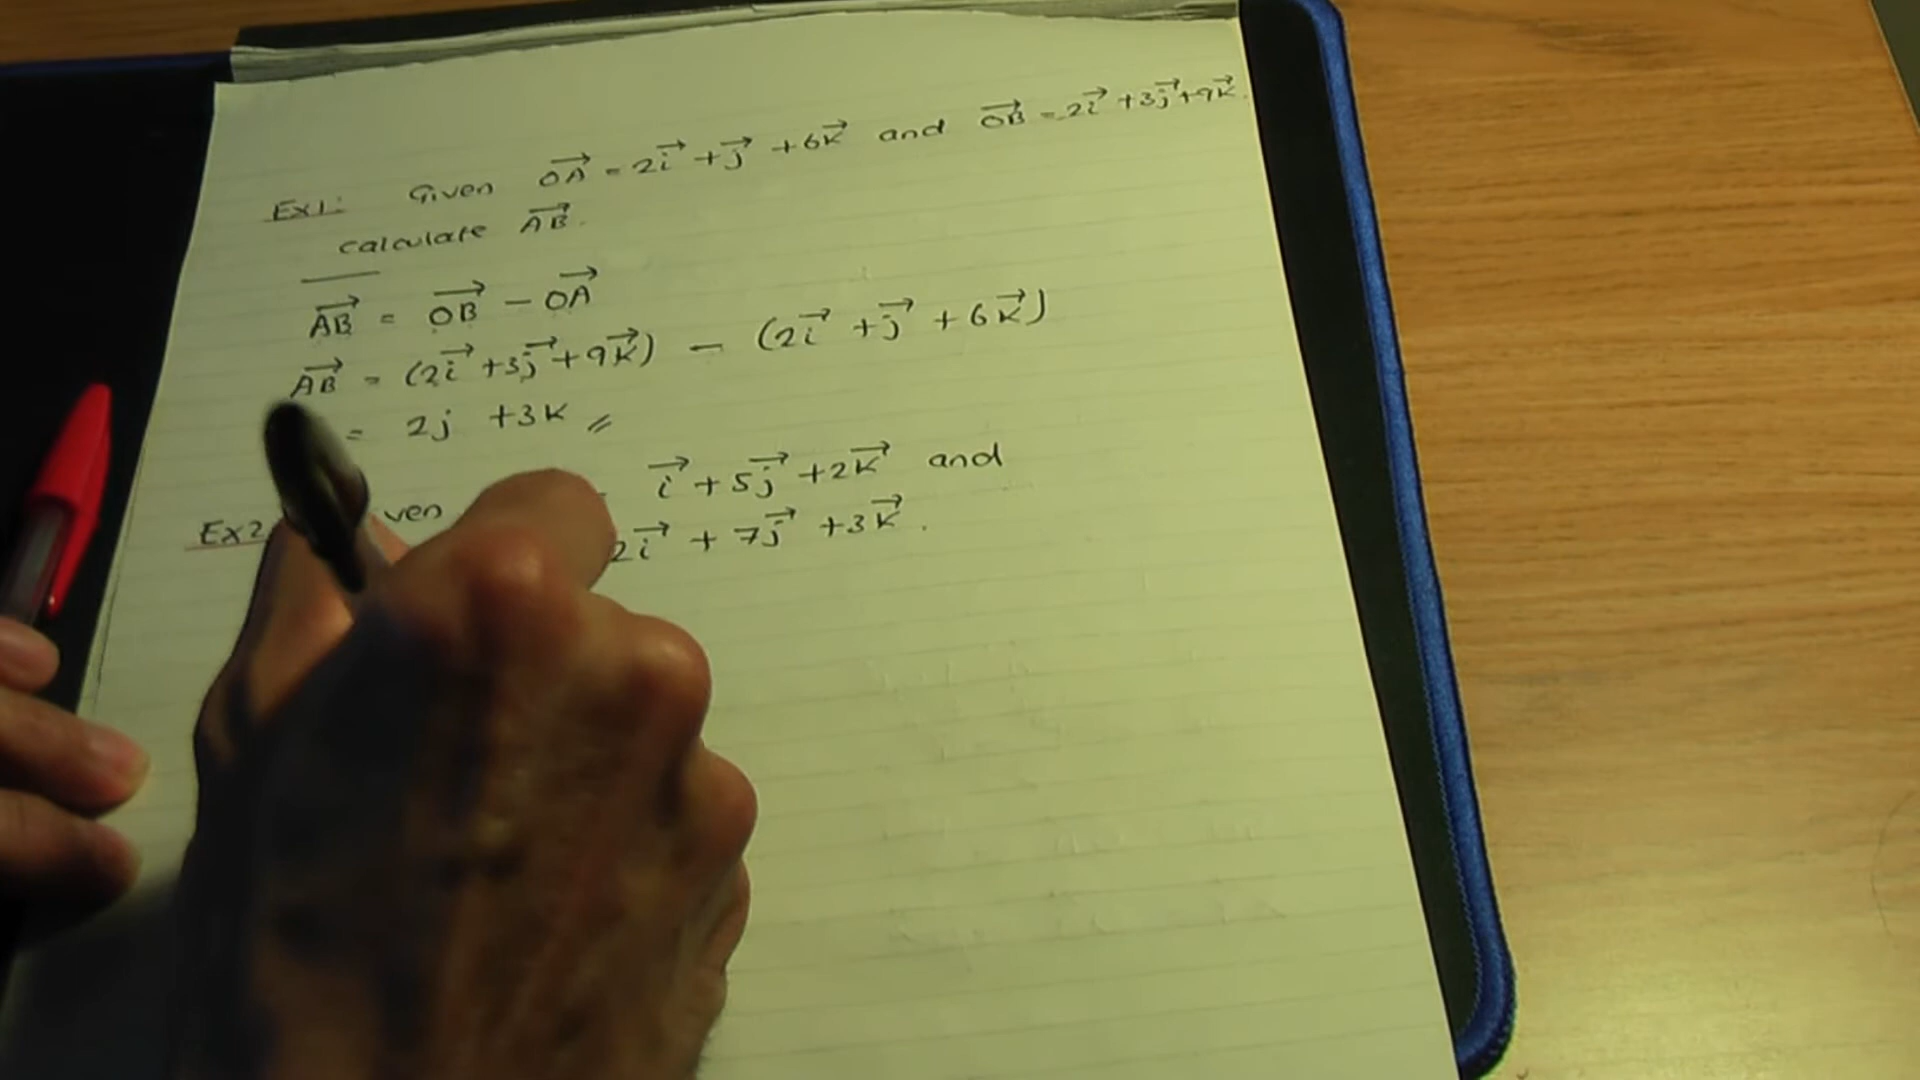 Ex1: Given OA⃗ = 2i⃗ + j⃗ + 6k⃗ and OB⃗ = 2i⃗ + 3j⃗ + 9k⃗.
calculate AB⃗.
AB⃗ = OB⃗ − OA⃗
AB⃗ = (2i⃗ + 3j⃗ + 9k⃗) − (2i⃗ + j⃗ + 6k⃗)
= 2j + 3k //
Ex2 i⃗ + 5j⃗ + 2k⃗ and
2i⃗ + 7j⃗ + 3k⃗.